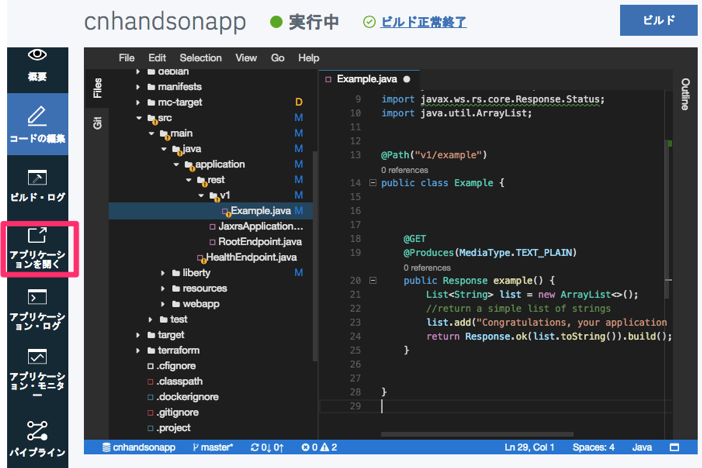 cnhandsonapp 実行中 ビルド正常終了 ビルド
概要
コードの編集
ビルド・ログ
アプリケーション
を開く
アプリケーション
・ログ
アプリケーション・モニター
パイプライン
File Edit Selection View Go Help
Files
Git
debian
manifests
mc-target D
src M
main M
java M
application M
rest M
v1 M
Example.java M
JaxrsApplication...
RootEndpoint.java
HealthEndpoint.java
liberty M
resources
webapp
test
target
terraform
.cfignore
.classpath
.dockerignore
.gitignore
.project
Example.java
9 import javax.ws.rs.core.Response.Status;
10 import java.util.ArrayList;
11
12
13 @Path("v1/example")
0 references
14 public class Example {
15
16
17
18 @GET
19 @Produces(MediaType.TEXT_PLAIN)
0 references
20 public Response example() {
21 List<String> list = new ArrayList<>();
22 //return a simple list of strings
23 list.add("Congratulations, your application
24 return Response.ok(list.toString()).build();
25 }
26
27
28 }
29
Outline
cnhandsonapp master* 0↓ 0↑ 0 2 Ln 29, Col 1 Spaces: 4 Java